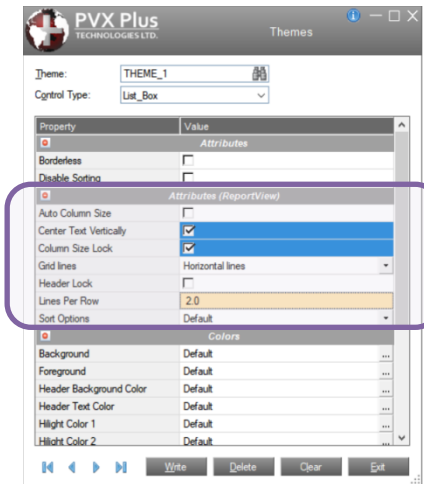 PVX Plus
TECHNOLOGIES LTD.
Themes
Theme: THEME_1
Control Type: List_Box
Property Value
Attributes
Borderless
Disable Sorting
Attributes (ReportView)
Auto Column Size
Center Text Vertically
Column Size Lock
Grid lines Horizontal lines
Header Lock
Lines Per Row 2.0
Sort Options Default
Colors
Background Default ...
Foreground Default ...
Header Background Color Default ...
Header Text Color Default ...
Hilight Color 1 Default ...
Hilight Color 2 Default ...
Write Delete Clear Exit